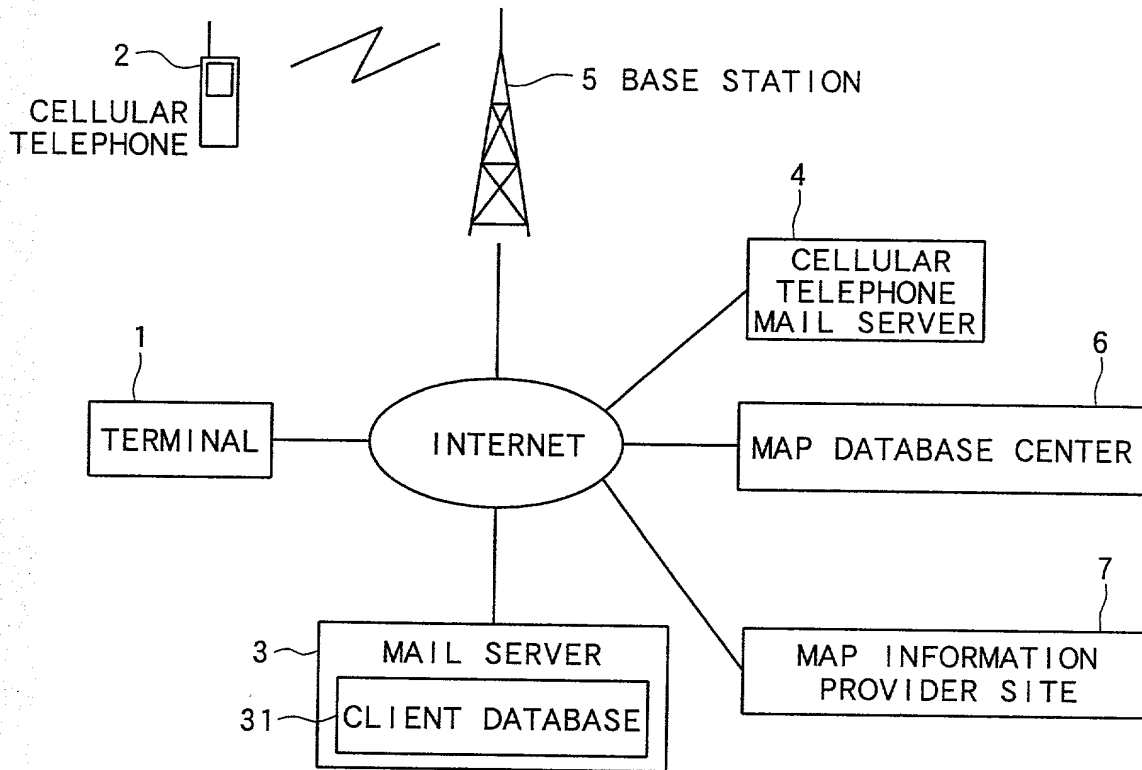 2
CELLULAR
TELEPHONE
5 BASE STATION
4
CELLULAR
TELEPHONE
MAIL SERVER
1
TERMINAL
INTERNET
6
MAP DATABASE CENTER
3
MAIL SERVER
31
CLIENT DATABASE
7
MAP INFORMATION
PROVIDER SITE